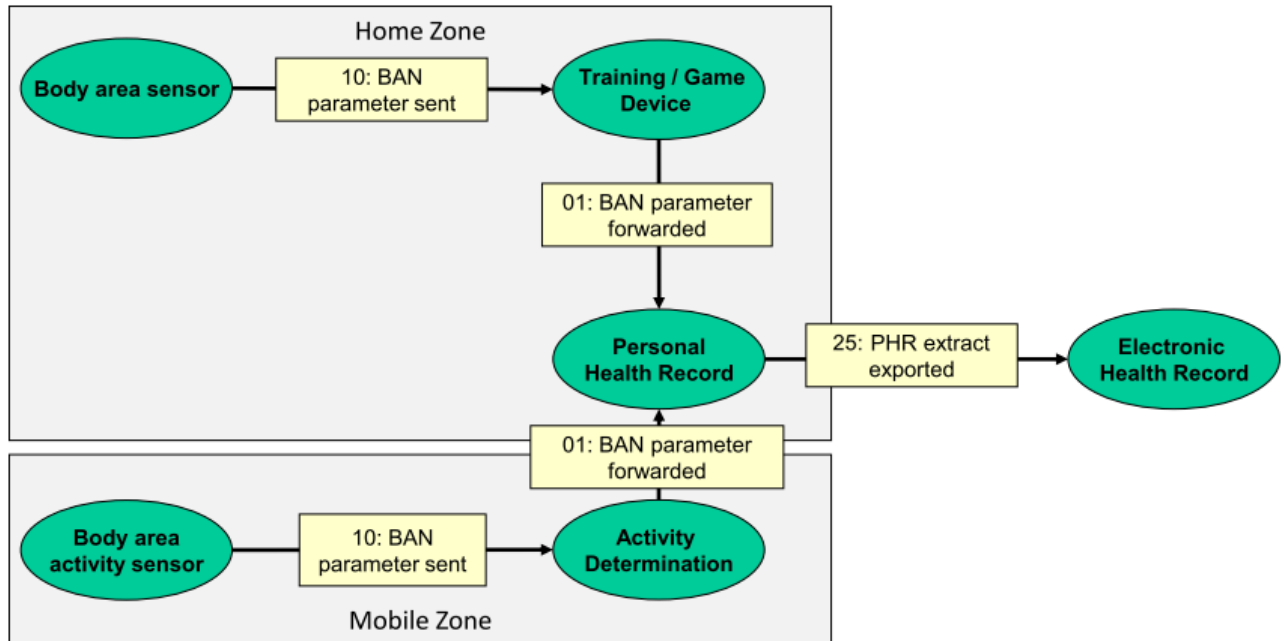 Home Zone
Body area sensor
10: BAN
parameter sent
Training / Game
Device
01: BAN parameter
forwarded
Personal
Health Record
25: PHR extract
exported
Electronic
Health Record
01: BAN parameter
forwarded
Body area
activity sensor
10: BAN
parameter sent
Activity
Determination
Mobile Zone